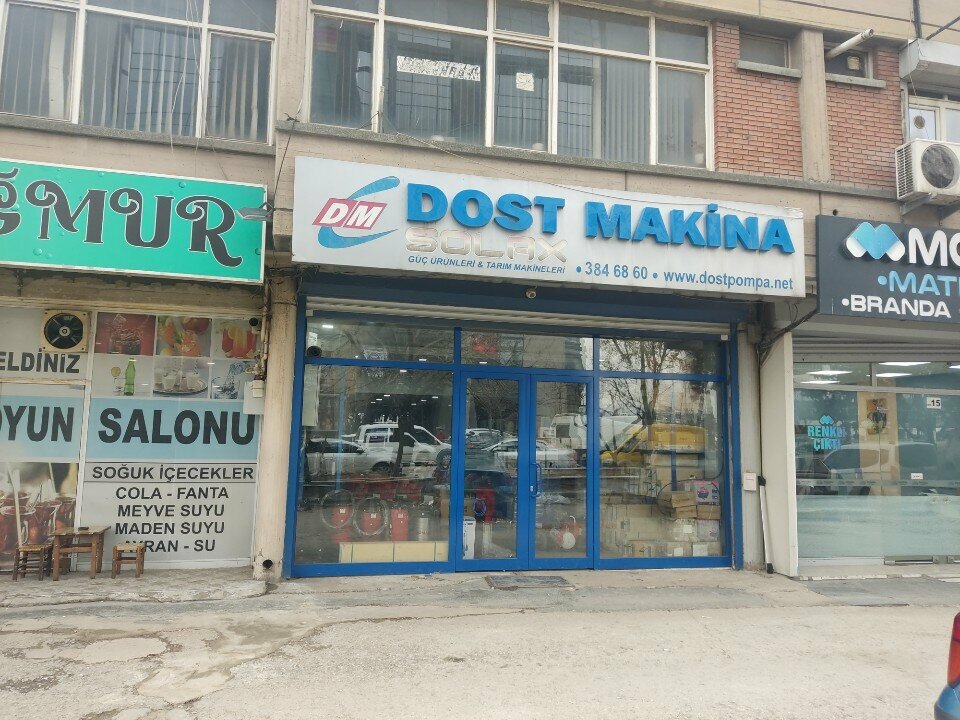 ĞMUR
ELDİNİZ
OYUN SALONU
SOĞUK İÇECEKLER
COLA - FANTA
MEYVE SUYU
MADEN SUYU
AYRAN - SU
DM
DOST MAKİNA
SOLAX
GÜÇ ÜRÜNLERİ & TARIM MAKİNELERİ
• 384 68 60 • www.dostpompa.net
MO
•MAT
•BRANDA
15
RENKLİ
ÇIKTI